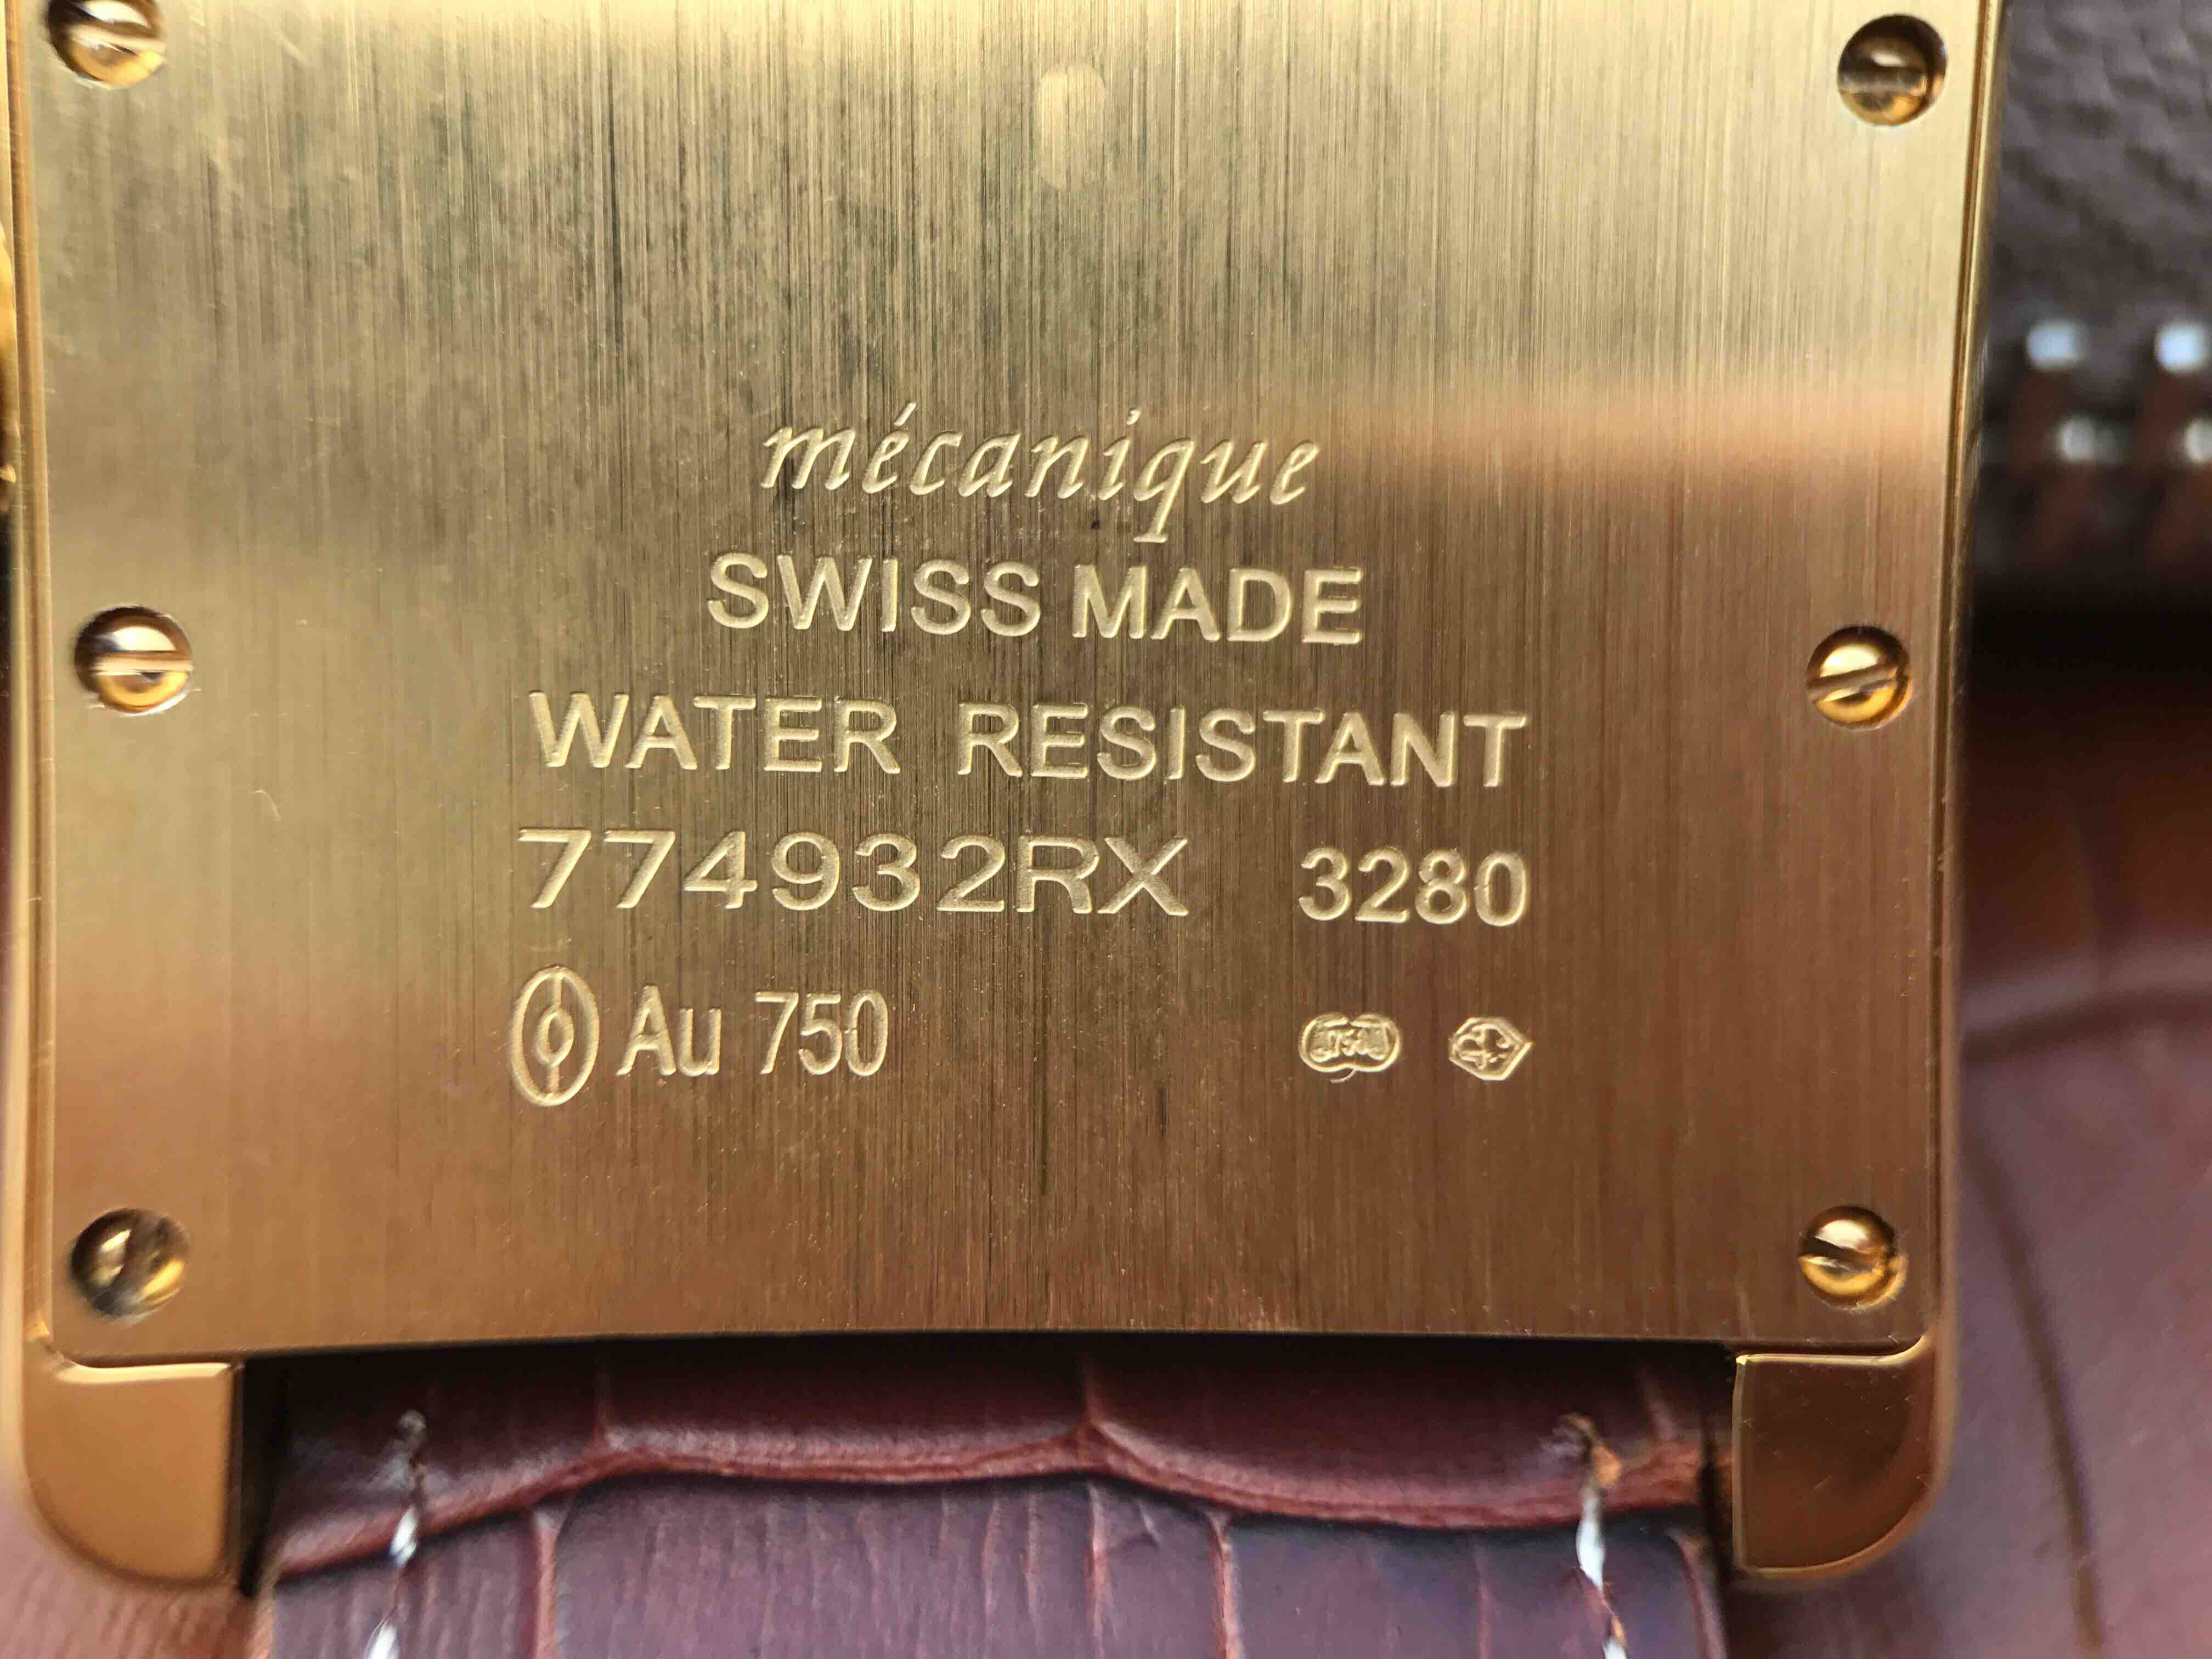 mécanique
SWISS MADE
WATER RESISTANT
774932RX 3280
Au 750